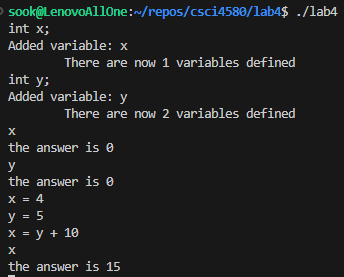 sook@LenovoAllOne:~/repos/csci4580/lab4$ ./lab4
int x;
Added variable: x
        There are now 1 variables defined
int y;
Added variable: y
        There are now 2 variables defined
x
the answer is 0
y
the answer is 0
x = 4
y = 5
x = y + 10
x
the answer is 15